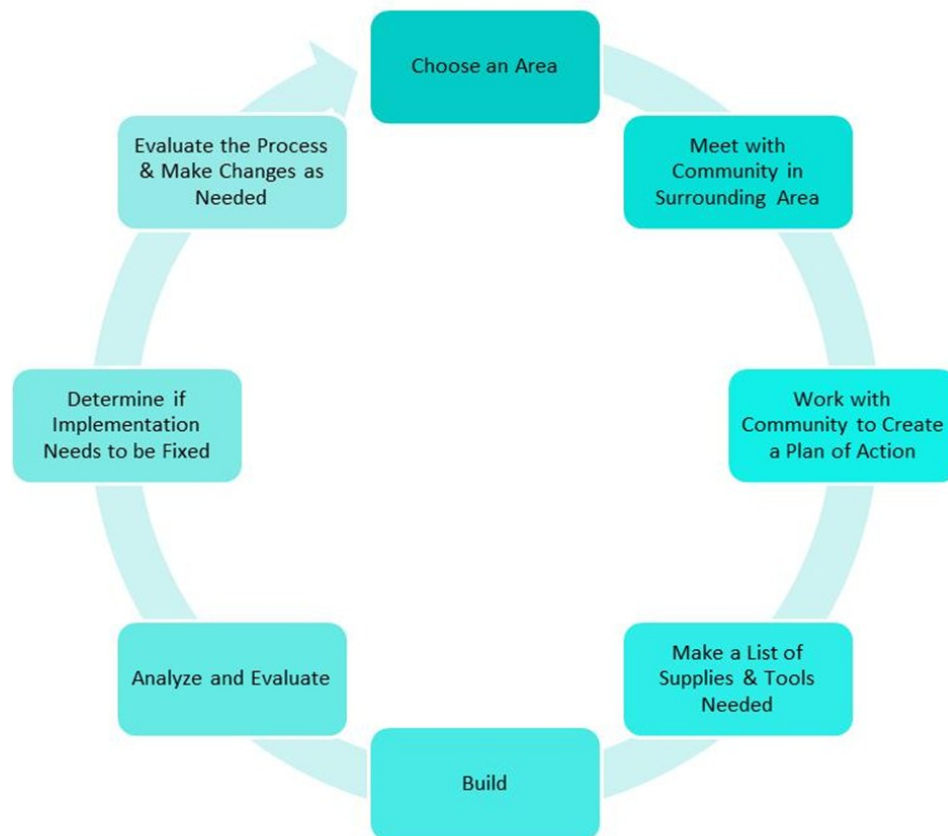 Choose an Area
Meet with
Community in
Surrounding Area
Work with
Community to Create
a Plan of Action
Make a List of
Supplies & Tools
Needed
Build
Analyze and Evaluate
Determine if
Implementation
Needs to be Fixed
Evaluate the Process
& Make Changes as
Needed